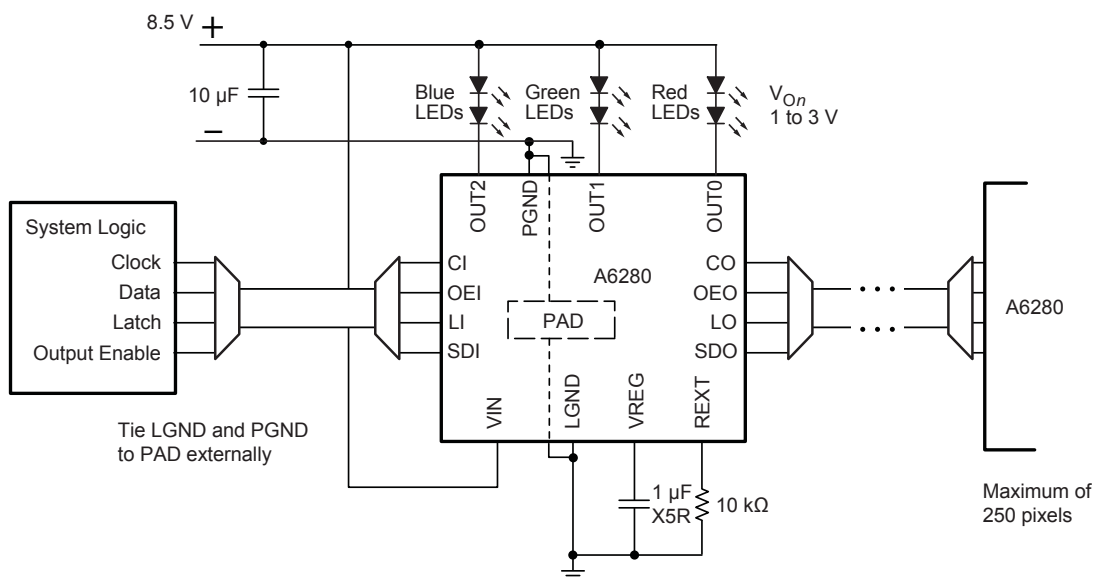 8.5 V +
10 µF
–
Blue
LEDs
Green
LEDs
Red
LEDs
VOn
1 to 3 V
OUT2
PGND
OUT1
OUT0
System Logic
Clock
Data
Latch
Output Enable
CI
OEI
LI
SDI
A6280
PAD
CO
OEO
LO
SDO
A6280
VIN
LGND
VREG
REXT
Tie LGND and PGND
to PAD externally
1 µF
X5R
10 kΩ
Maximum of
250 pixels